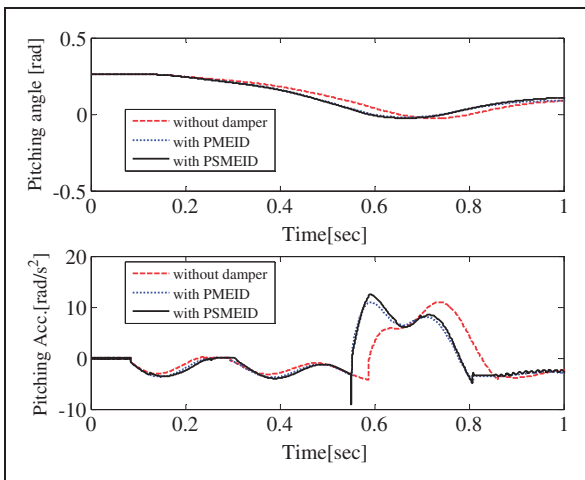 0.5
0
-0.5
Pitching angle [rad]
without damper
with PMEID
with PSMEID
0 0.2 0.4 0.6 0.8 1
Time[sec]
20
10
0
-10
Pitching Acc.[rad/s²]
without damper
with PMEID
with PSMEID
0 0.2 0.4 0.6 0.8 1
Time[sec]